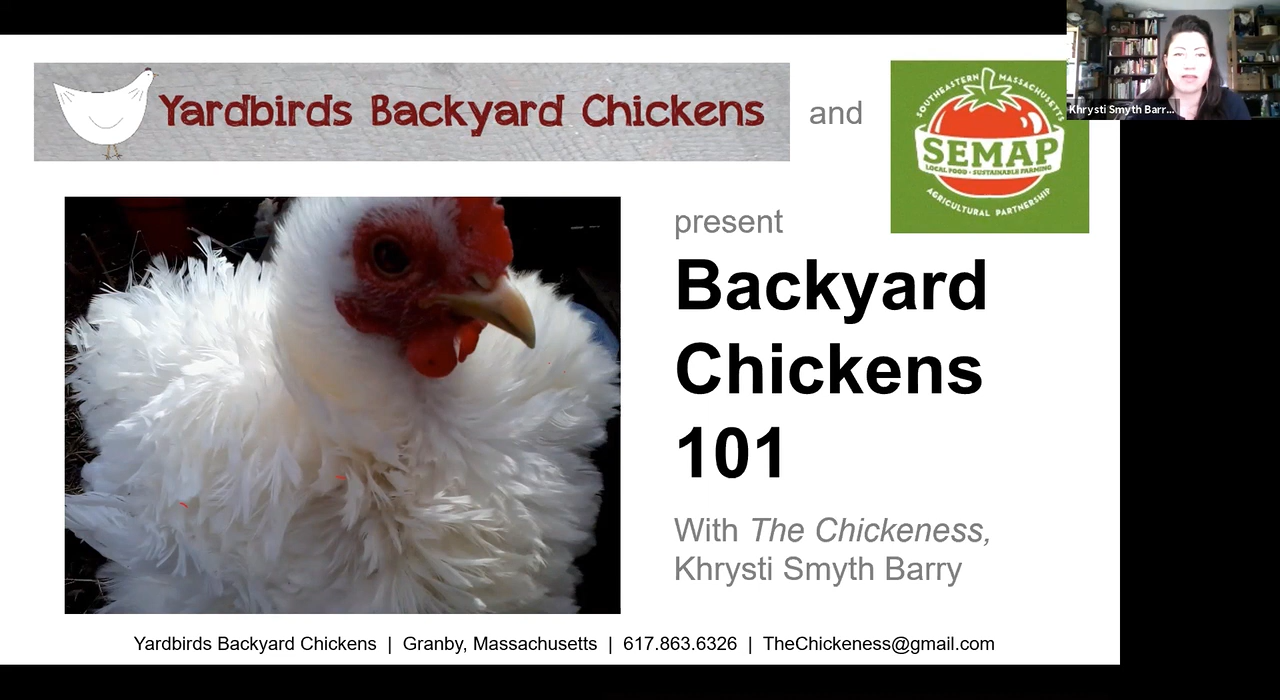 Yardbirds Backyard Chickens
and
SOUTHEASTERN MASSACHUSETTS
SEMAP
LOCAL FOOD • SUSTAINABLE FARMING
AGRICULTURAL PARTNERSHIP
Khrysti Smyth Barr...
present
Backyard
Chickens
101
With The Chickeness,
Khrysti Smyth Barry
Yardbirds Backyard Chickens | Granby, Massachusetts | 617.863.6326 | TheChickeness@gmail.com